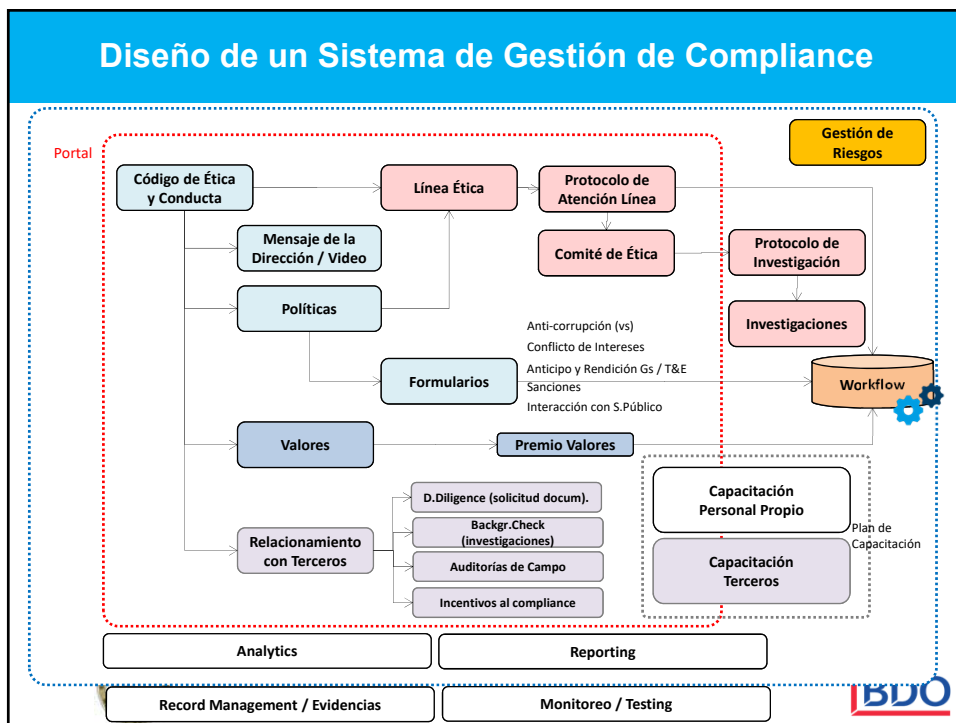 Diseño de un Sistema de Gestión de Compliance
Gestión de
Riesgos
Portal
Código de Ética
y Conducta
Línea Ética
Protocolo de
Atención Línea
Mensaje de la
Dirección / Video
Comité de Ética
Protocolo de
Investigación
Políticas
Investigaciones
Anti-corrupción (vs)
Conflicto de Intereses
Anticipo y Rendición Gs / T&E
Sanciones
Interacción con S.Público
Formularios
Workflow
Valores
Premio Valores
Relacionamiento
con Terceros
D.Diligence (solicitud docum).
Backgr.Check
(investigaciones)
Auditorías de Campo
Incentivos al compliance
Capacitación
Personal Propio
Capacitación
Terceros
Plan de
Capacitación
Analytics
Reporting
Record Management / Evidencias
Monitoreo / Testing
BDO